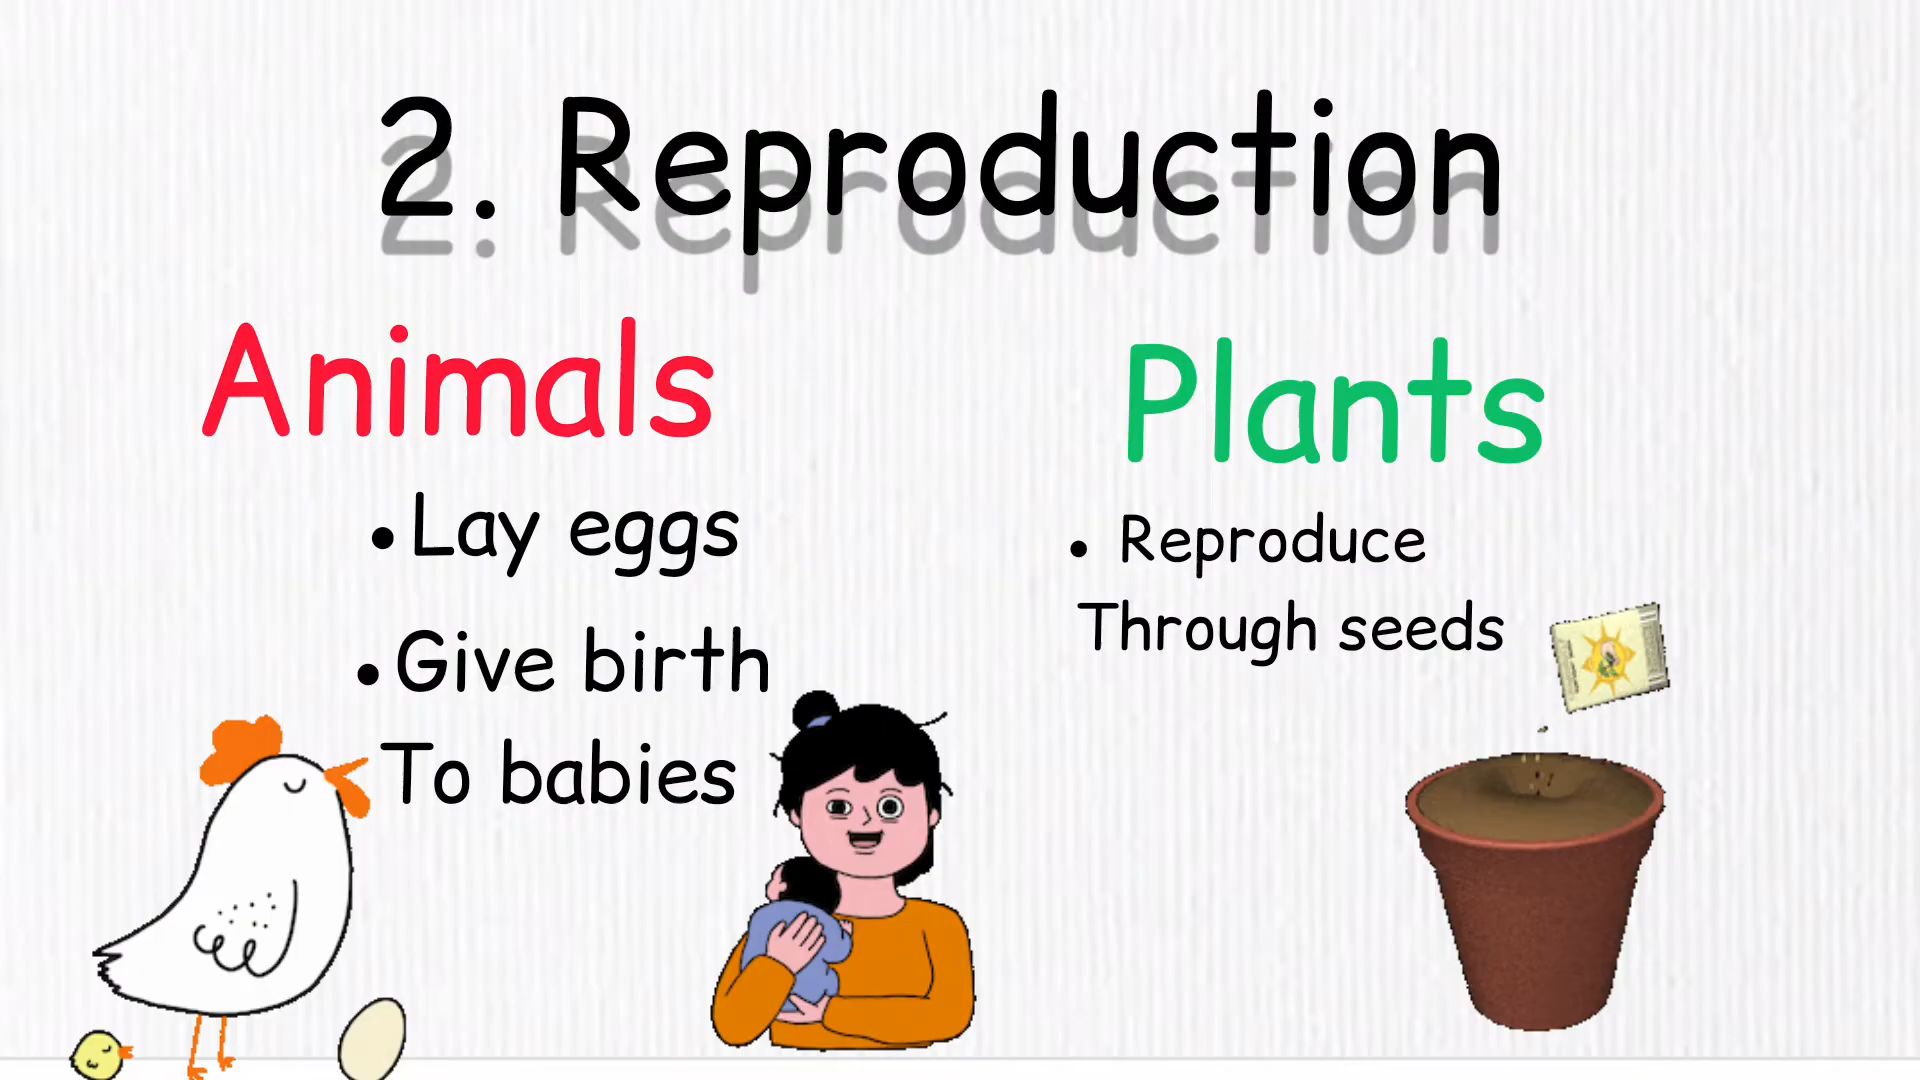 2. Reproduction
Animals
• Lay eggs
• Give birth
To babies
Plants
• Reproduce
Through seeds